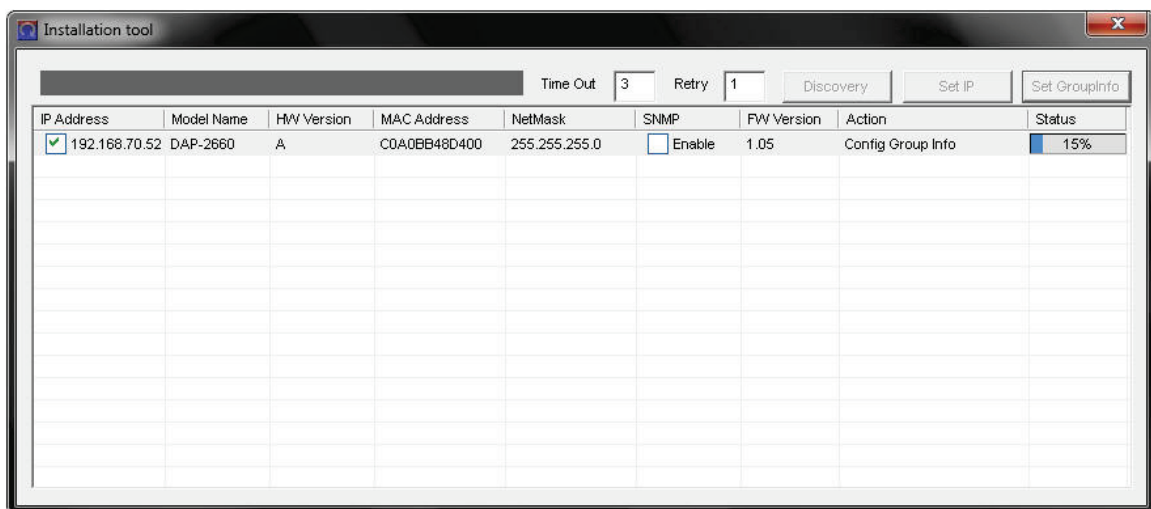 Installation tool
Time Out 3 Retry 1 Discovery Set IP Set GroupInfo
IP Address Model Name HW Version MAC Address NetMask SNMP FW Version Action Status
192.168.70.52 DAP-2660 A C0A0BB48D400 255.255.255.0 Enable 1.05 Config Group Info 15%